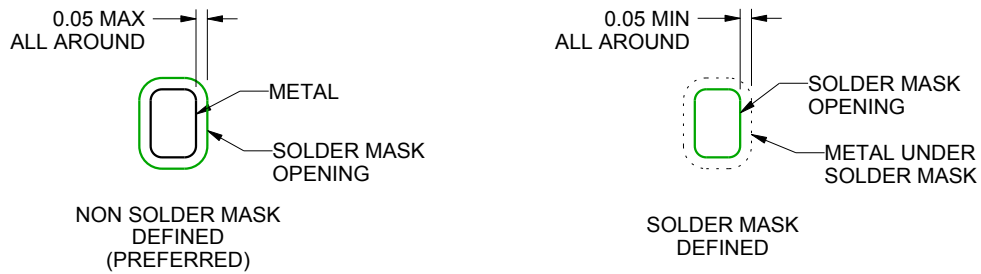 0.05 MAX
ALL AROUND
METAL
SOLDER MASK
OPENING
NON SOLDER MASK
DEFINED
(PREFERRED)
0.05 MIN
ALL AROUND
SOLDER MASK
OPENING
METAL UNDER
SOLDER MASK
SOLDER MASK
DEFINED